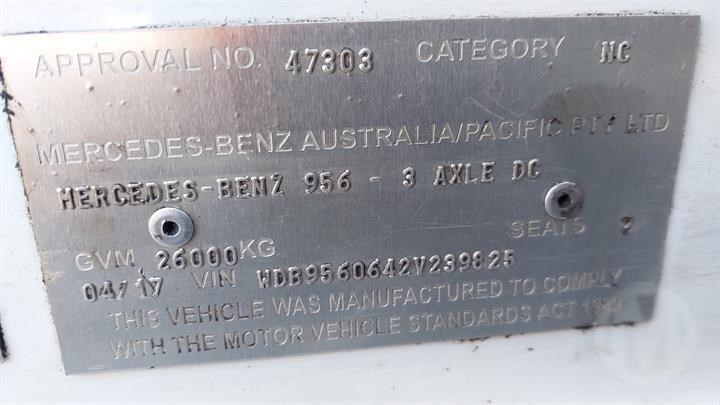 APPROVAL NO. 47303 CATEGORY NC
MERCEDES-BENZ AUSTRALIA/PACIFIC PTY LTD
MERCEDES-BENZ 956 - 3 AXLE DC
GVM 26000KG SEATS 2
04/17 VIN WDB9560642V239825
THIS VEHICLE WAS MANUFACTURED TO COMPLY
WITH THE MOTOR VEHICLE STANDARDS ACT 1989